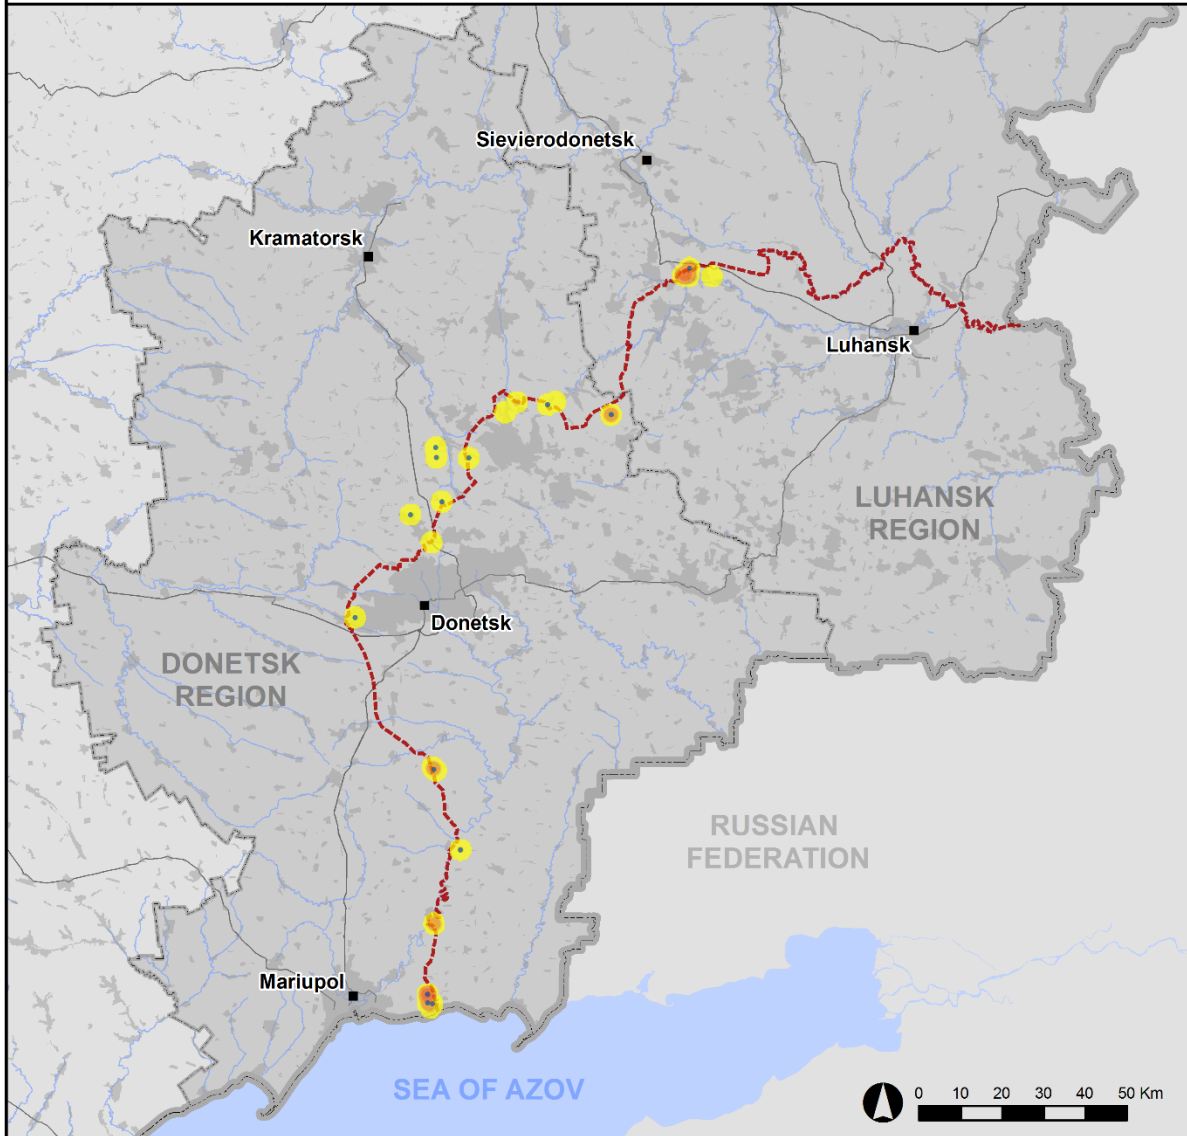 Sievierodonetsk
Kramatorsk
Luhansk
LUHANSK
REGION
Donetsk
DONETSK
REGION
RUSSIAN
FEDERATION
Mariupol
SEA OF AZOV
0 10 20 30 40 50 Km